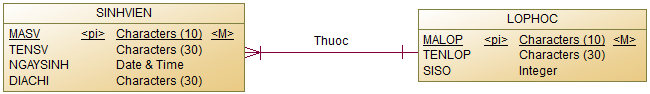 SINHVIEN
MASV <pi> Characters (10) <M>
TENSV Characters (30)
NGAYSINH Date & Time
DIACHI Characters (30)
Thuoc
LOPHOC
MALOP <pi> Characters (10) <M>
TENLOP Characters (30)
SISO Integer